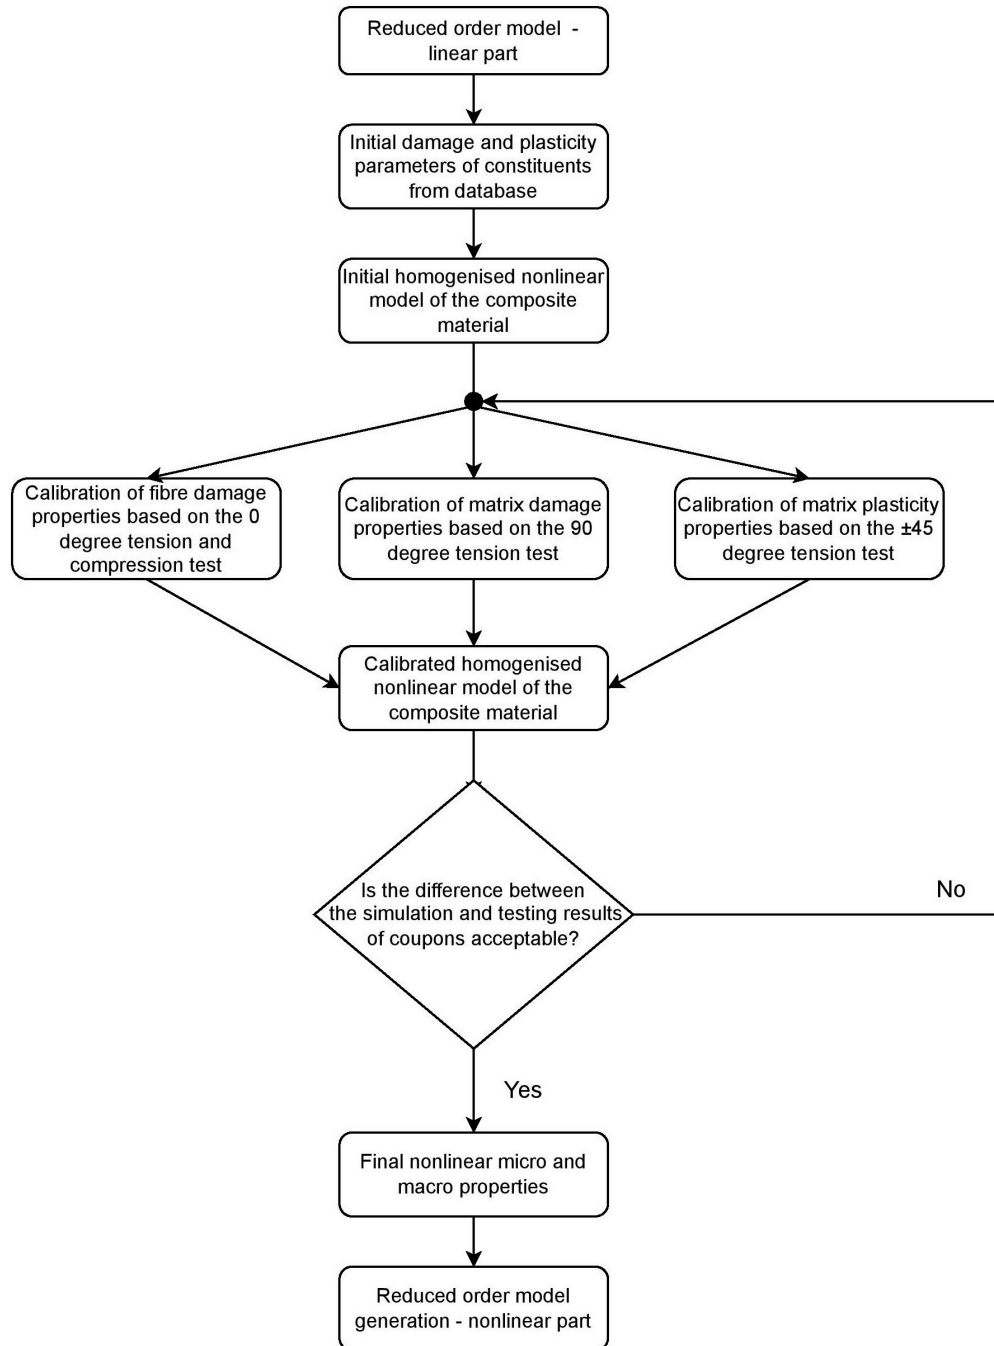 Reduced order model -
linear part
Initial damage and plasticity
parameters of constituents
from database
Initial homogenised nonlinear
model of the composite
material
Calibration of fibre damage
properties based on the 0
degree tension and
compression test
Calibration of matrix damage
properties based on the 90
degree tension test
Calibration of matrix plasticity
properties based on the ±45
degree tension test
Calibrated homogenised
nonlinear model of the
composite material
Is the difference between
the simulation and testing results
of coupons acceptable?
No
Yes
Final nonlinear micro and
macro properties
Reduced order model
generation - nonlinear part